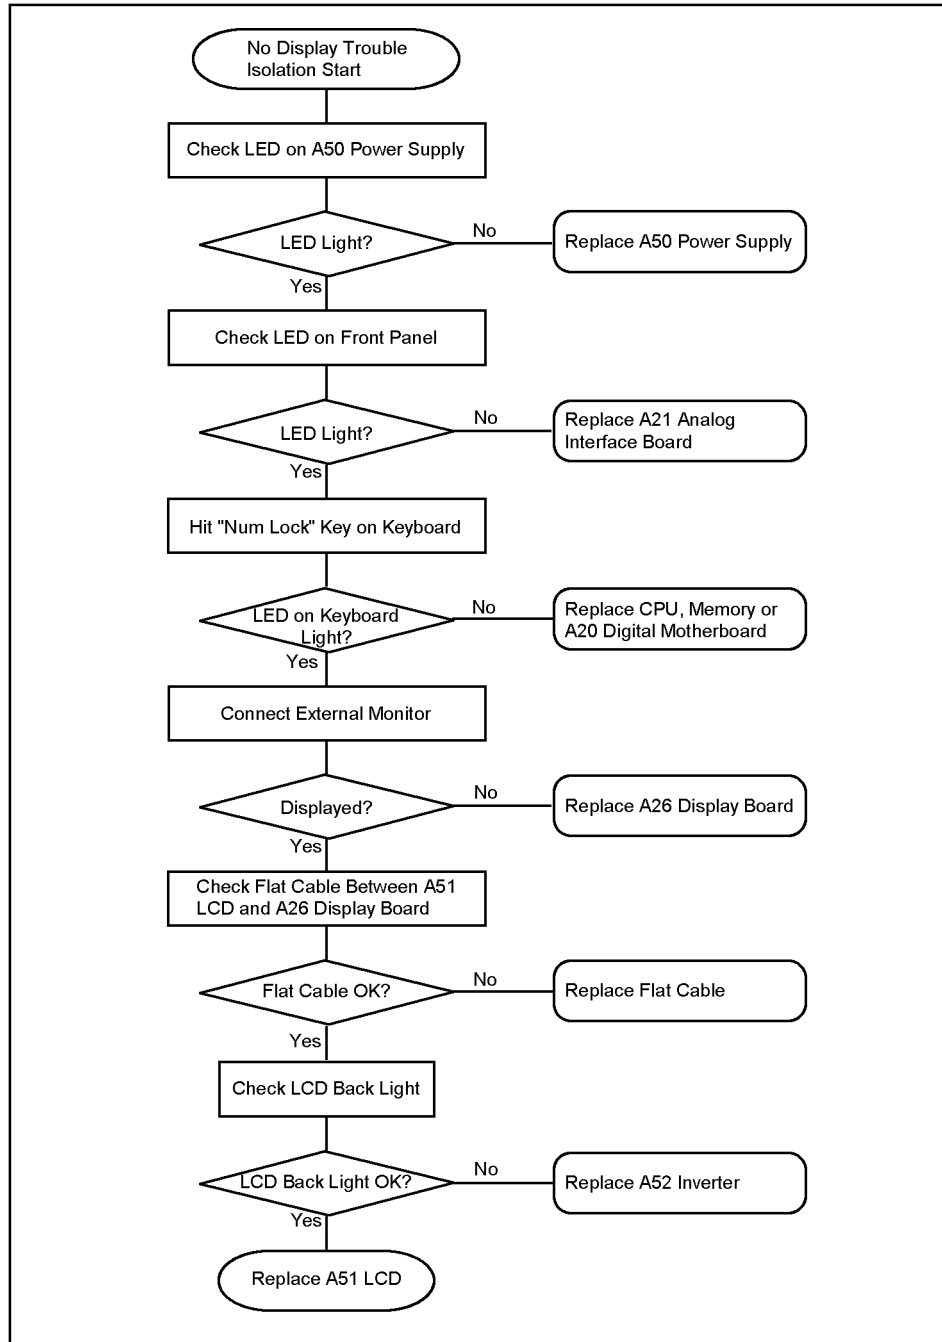 No Display Trouble
Isolation Start
Check LED on A50 Power Supply
LED Light?
No
Replace A50 Power Supply
Yes
Check LED on Front Panel
LED Light?
No
Replace A21 Analog
Interface Board
Yes
Hit "Num Lock" Key on Keyboard
LED on Keyboard
Light?
No
Replace CPU, Memory or
A20 Digital Motherboard
Yes
Connect External Monitor
Displayed?
No
Replace A26 Display Board
Yes
Check Flat Cable Between A51
LCD and A26 Display Board
Flat Cable OK?
No
Replace Flat Cable
Yes
Check LCD Back Light
LCD Back Light OK?
No
Replace A52 Inverter
Yes
Replace A51 LCD